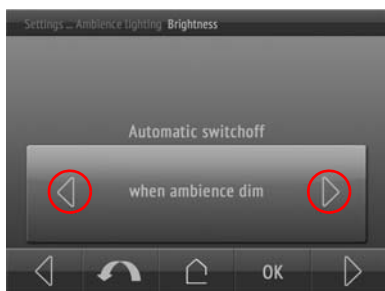 Settings ... Ambience lighting Brightness
Automatic switchoff
when ambience dim
OK